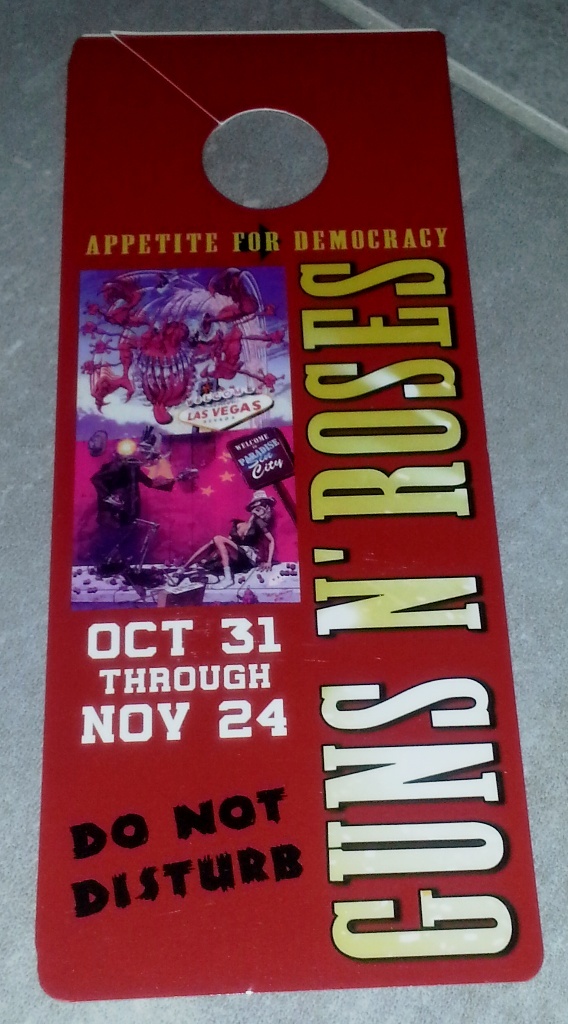 APPETITE FOR DEMOCRACY
LAS VEGAS
WELCOME
PARADISE
City
OCT 31
THROUGH
NOV 24
DO NOT
DISTURB
GUNS N' ROSES